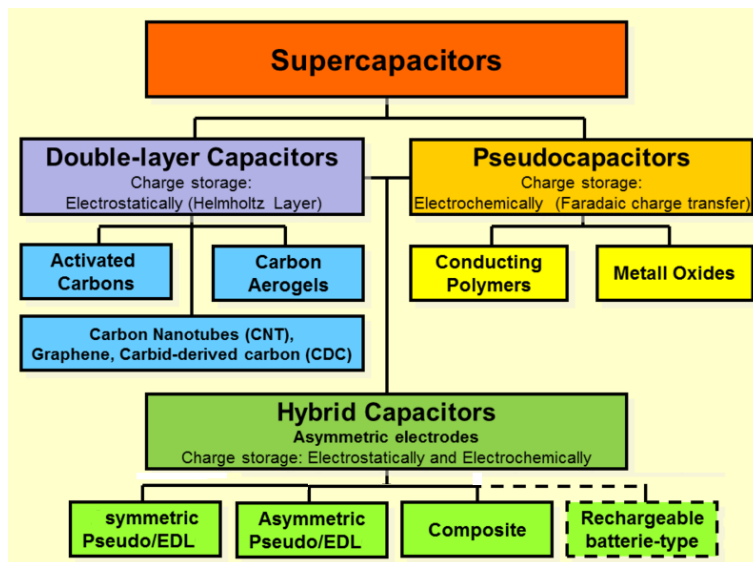 Supercapacitors
Double-layer Capacitors
Charge storage:
Electrostatically (Helmholtz Layer)
Pseudocapacitors
Charge storage:
Electrochemically (Faradaic charge transfer)
Activated
Carbons
Carbon
Aerogels
Conducting
Polymers
Metall Oxides
Carbon Nanotubes (CNT),
Graphene, Carbid-derived carbon (CDC)
Hybrid Capacitors
Asymmetric electrodes
Charge storage: Electrostatically and Electrochemically
symmetric
Pseudo/EDL
Asymmetric
Pseudo/EDL
Composite
Rechargeable
batterie-type